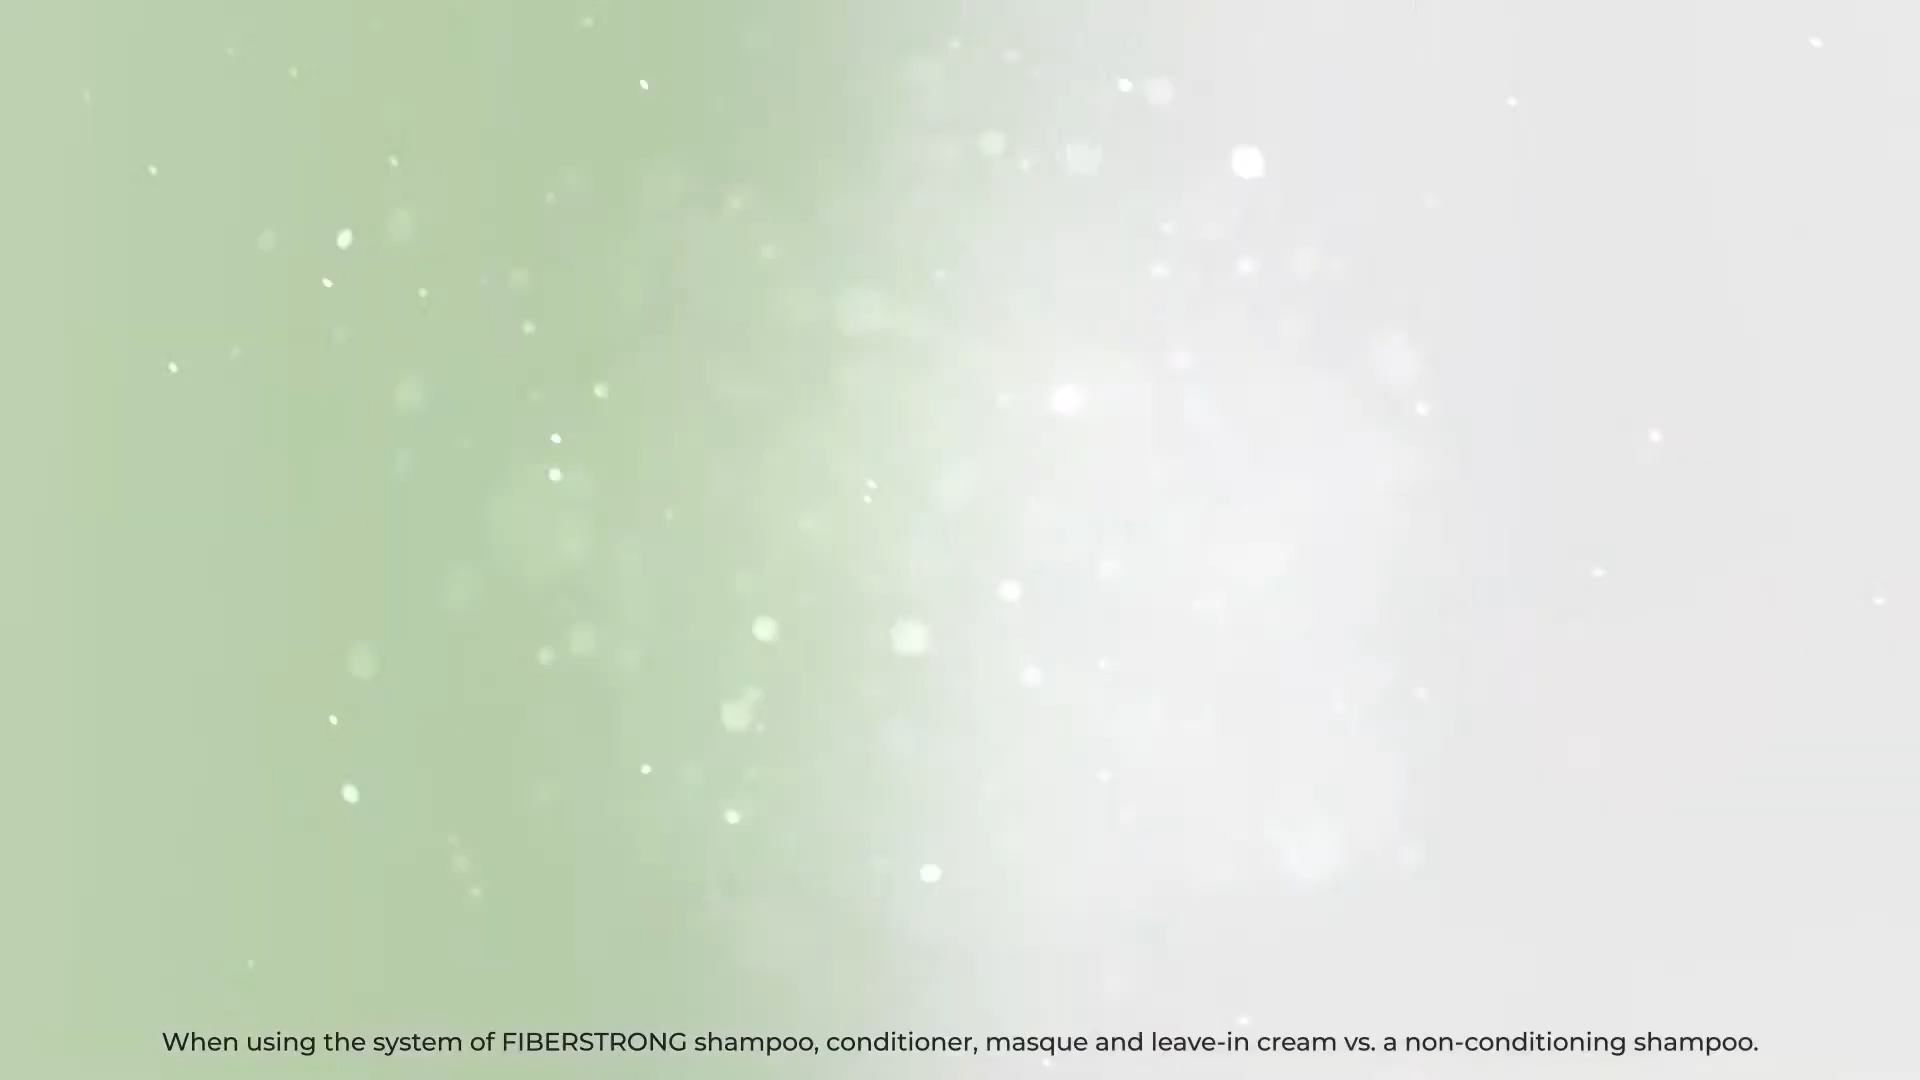 When using the system of FIBERSTRONG shampoo, conditioner, masque and leave-in cream vs. a non-conditioning shampoo.